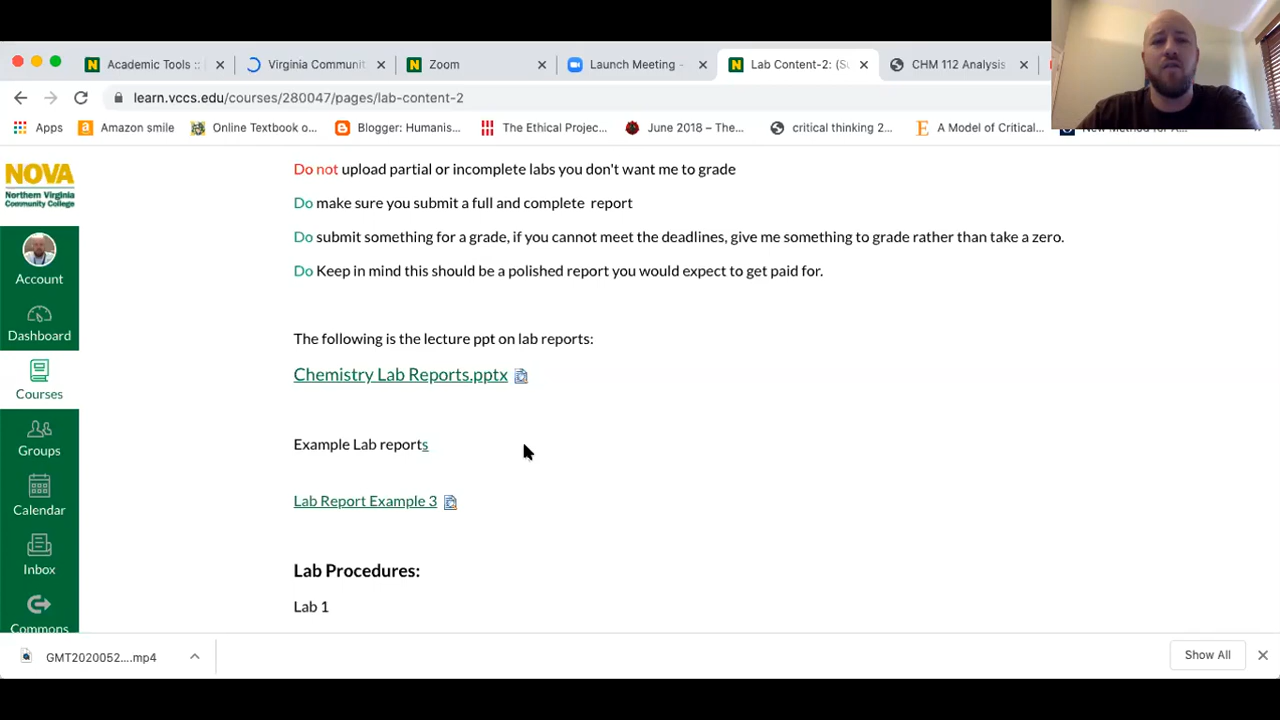 Academic Tools ::
Virginia Communit
Zoom
Launch Meeting -
Lab Content-2: (Su
CHM 112 Analysis
learn.vccs.edu/courses/280047/pages/lab-content-2
Apps
Amazon smile
Online Textbook o...
Blogger: Humanis...
The Ethical Projec...
June 2018 – The...
critical thinking 2...
A Model of Critical...
New Method for A...
NOVA
Northern Virginia
Community College
Account
Dashboard
Courses
Groups
Calendar
Inbox
Commons
Do not upload partial or incomplete labs you don't want me to grade
Do make sure you submit a full and complete report
Do submit something for a grade, if you cannot meet the deadlines, give me something to grade rather than take a zero.
Do Keep in mind this should be a polished report you would expect to get paid for.
The following is the lecture ppt on lab reports:
Chemistry Lab Reports.pptx
Example Lab reports
Lab Report Example 3
Lab Procedures:
Lab 1
GMT2020052....mp4
Show All